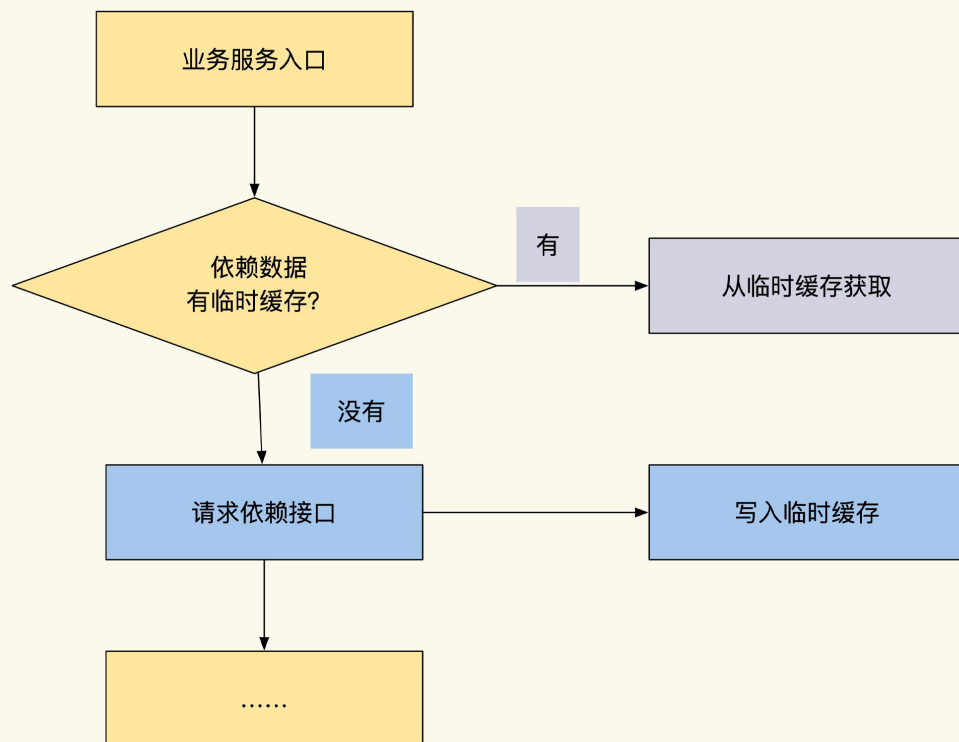 业务服务入口
依赖数据
有临时缓存?
有
从临时缓存获取
没有
请求依赖接口
写入临时缓存
......